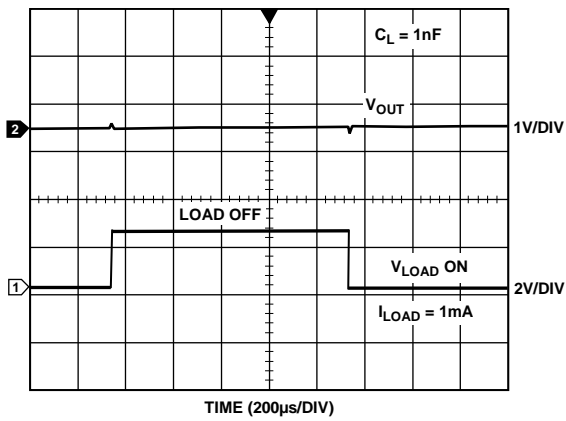 C_L = 1nF
V_OUT
2
1V/DIV
LOAD OFF
V_LOAD ON
1
2V/DIV
I_LOAD = 1mA
TIME (200µs/DIV)